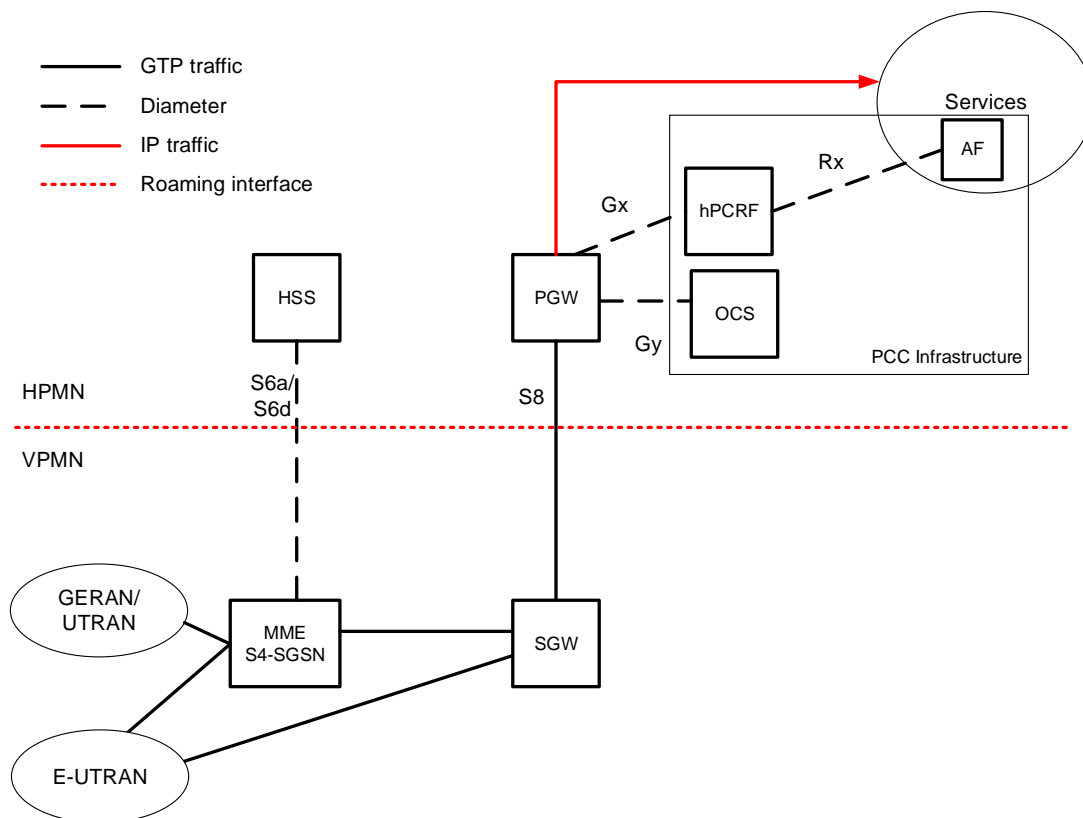 GTP traffic
Diameter
IP traffic
Roaming interface
Services
AF
Rx
Gx
hPCRF
HSS
PGW
OCS
Gy
PCC Infrastructure
HPMN
S6a/
S6d
S8
VPMN
GERAN/
UTRAN
MME
S4-SGSN
SGW
E-UTRAN